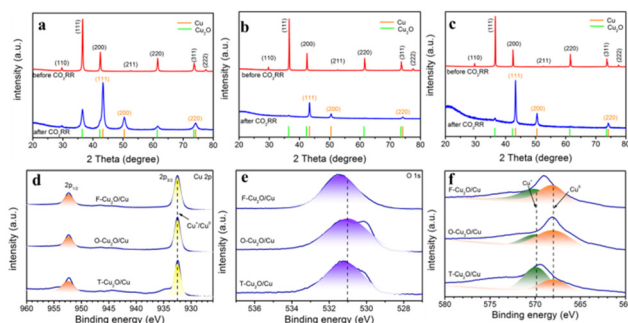 a
Cu
Cu2O
(111)
(110)
(200)
(211)
(220)
(311)
(222)
before CO2RR
(111)
(200)
(220)
after CO2RR
20 30 40 50 60 70 80
2 Theta (degree)
intensity (a.u.)
b
Cu
Cu2O
(111)
(110)
(200)
(211)
(220)
(311)
(222)
before CO2RR
(111)
(200)
(220)
after CO2RR
20 30 40 50 60 70 80
2 Theta (degree)
intensity (a.u.)
c
Cu
Cu2O
(111)
(110)
(200)
(211)
(220)
(311)
(222)
before CO2RR
(111)
(200)
(220)
after CO2RR
20 30 40 50 60 70 80
2 Theta (degree)
intensity (a.u.)
d
Cu 2p
2p1/2
2p3/2
F-Cu2O/Cu
Cu+/Cu0
O-Cu2O/Cu
T-Cu2O/Cu
960 955 950 945 940 935 930
Binding energy (eV)
intensity (a.u.)
e
O 1s
F-Cu2O/Cu
O-Cu2O/Cu
T-Cu2O/Cu
536 534 532 530 528
Binding energy (eV)
intensity (a.u.)
f
Cu+
Cu0
F-Cu2O/Cu
O-Cu2O/Cu
T-Cu2O/Cu
580 575 570 565 560
Binding energy (eV)
intensity (a.u.)